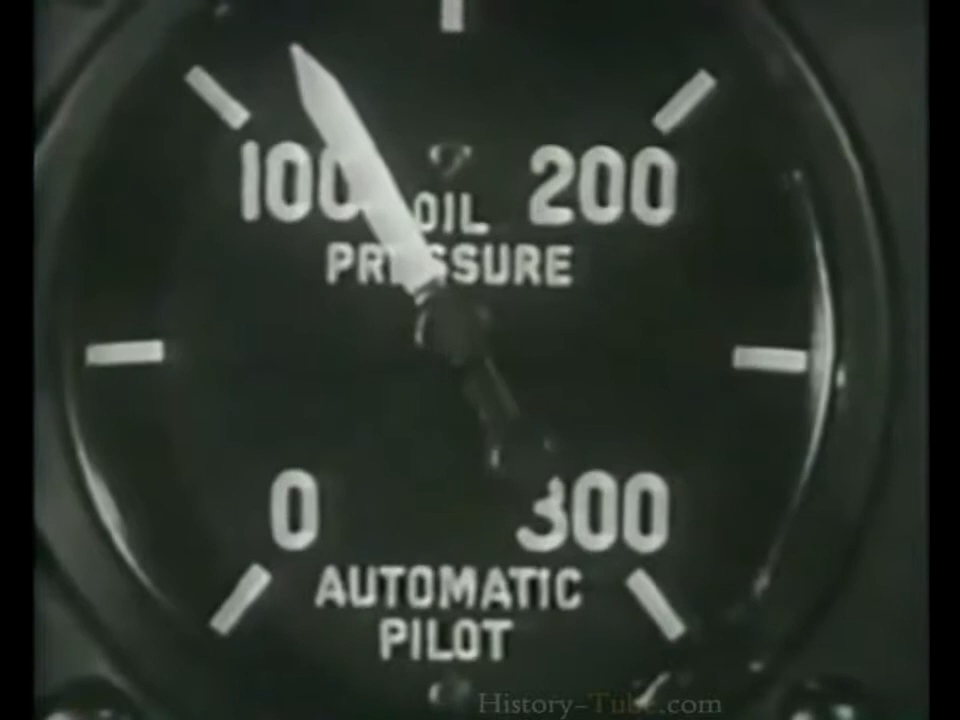 100 200
OIL
PRESSURE
0 300
AUTOMATIC
PILOT
History-Tube.com